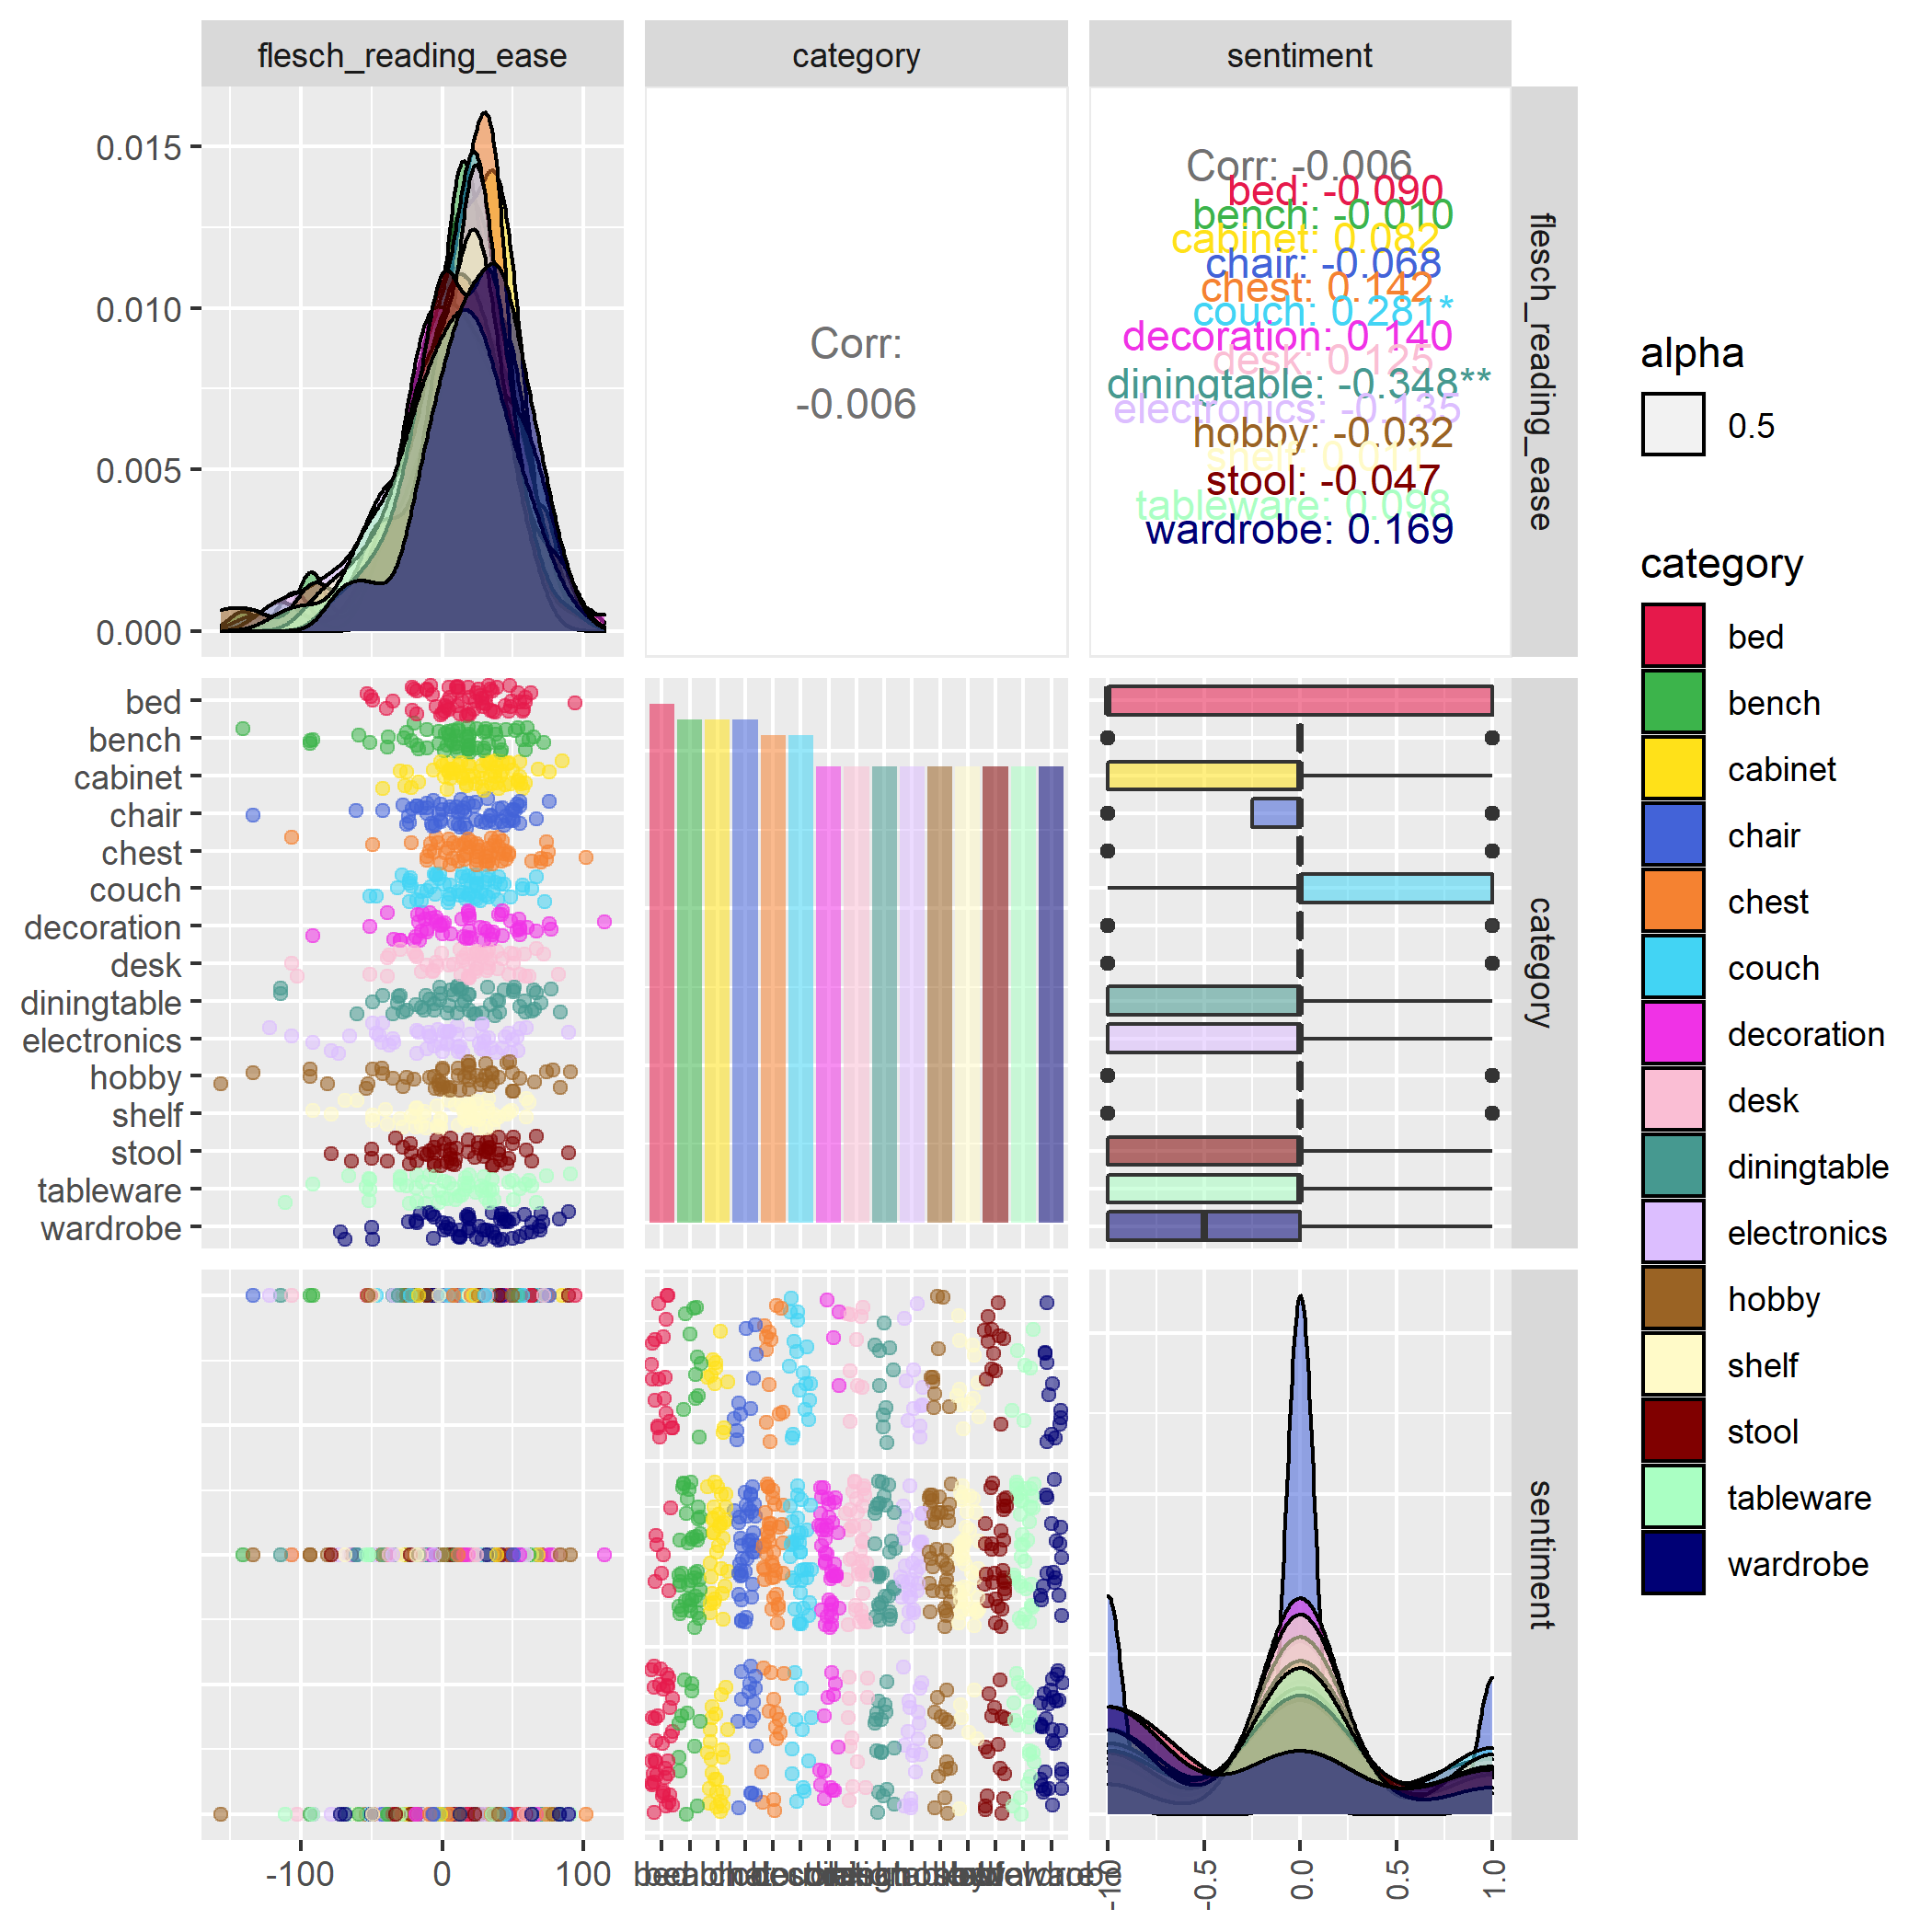 flesch_reading_ease
category
sentiment
0.015
0.010
0.005
0.000
Corr:
-0.006
Corr: -0.006
bed: -0.090
bench: -0.010
cabinet: 0.082
chair: -0.068
chest: 0.142
couch: 0.281*
decoration: 0.140
desk: 0.125
diningtable: -0.348**
electronics: -0.135
hobby: -0.032
shelf: 0.011
stool: -0.047
tableware: 0.098
wardrobe: 0.169
flesch_reading_ease
bed
bench
cabinet
chair
chest
couch
decoration
desk
diningtable
electronics
hobby
shelf
stool
tableware
wardrobe
category
sentiment
-100
0
100
-1.0
-0.5
0.0
0.5
1.0
alpha
0.5
category
bed
bench
cabinet
chair
chest
couch
decoration
desk
diningtable
electronics
hobby
shelf
stool
tableware
wardrobe